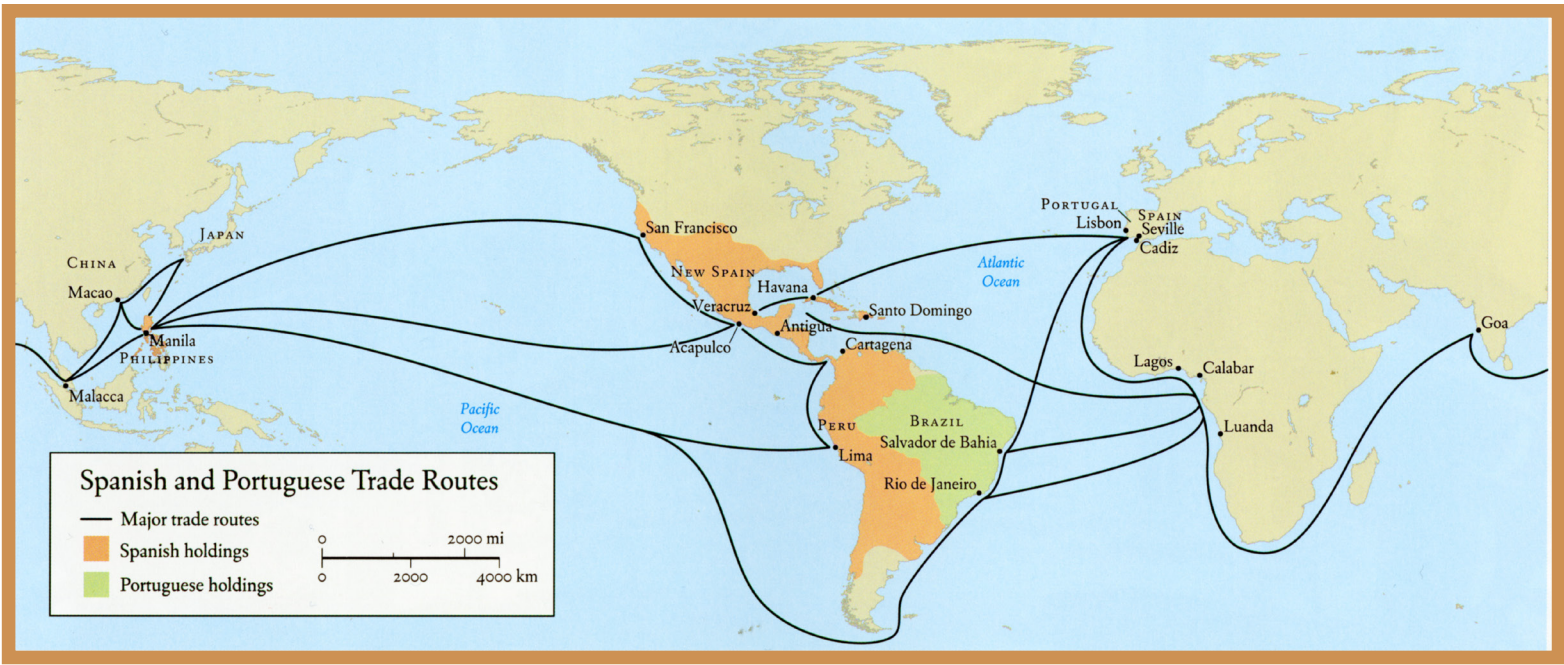 JAPAN
CHINA
Macao
Manila
PHILIPPINES
Malacca
Pacific
Ocean
San Francisco
NEW SPAIN
Havana
Veracruz
Santo Domingo
Acapulco
Antigua
Cartagena
PERU
Lima
BRAZIL
Salvador de Bahia
Rio de Janeiro
Atlantic
Ocean
PORTUGAL
SPAIN
Lisbon
Seville
Cadiz
Lagos
Calabar
Luanda
Goa
Spanish and Portuguese Trade Routes
Major trade routes
Spanish holdings
Portuguese holdings
0 2000 mi
0 2000 4000 km